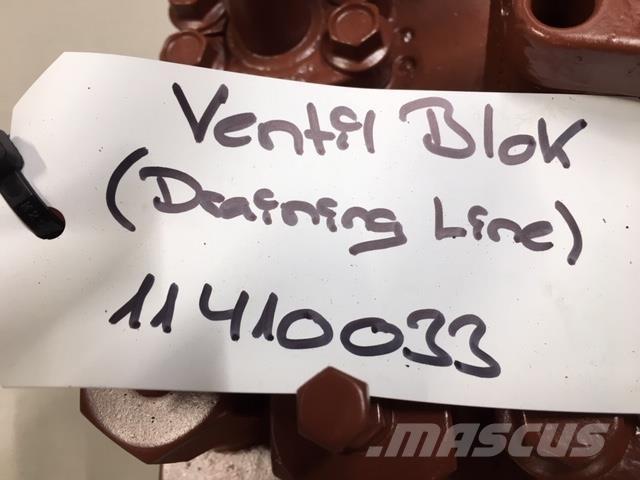 Ventil Blok
(Draining Line)
11410033
MASCUS